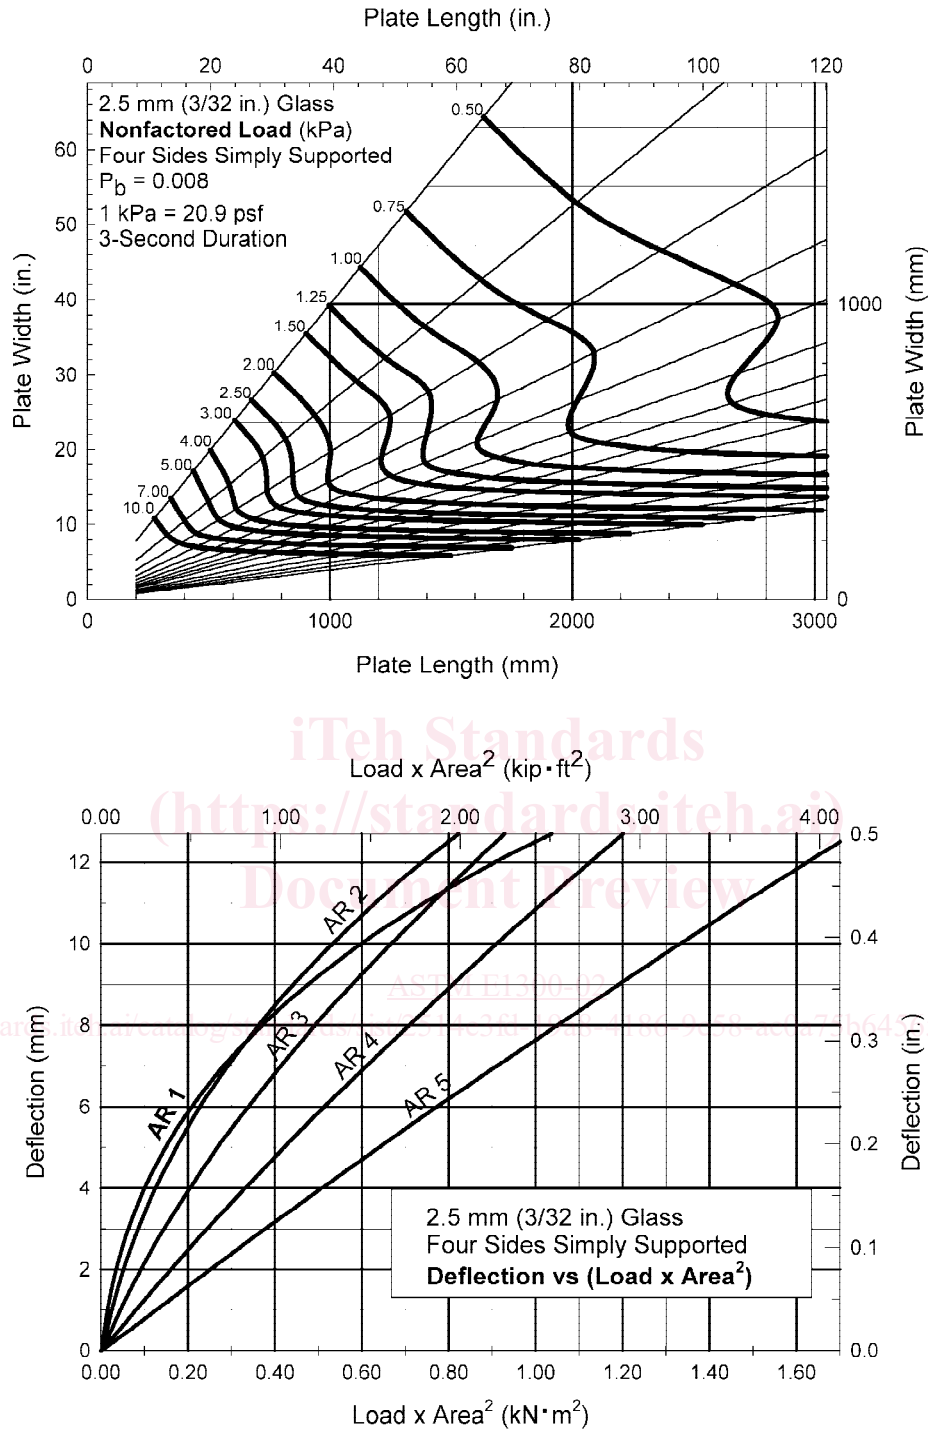 Plate Length (in.)
0 20 40 60 80 100 120
2.5 mm (3/32 in.) Glass
Nonfactored Load (kPa)
Four Sides Simply Supported
Pb = 0.008
1 kPa = 20.9 psf
3-Second Duration
60
50
40
30
20
10
0
Plate Width (in.)
0.50
0.75
1.00
1.25
1.50
2.00
2.50
3.00
4.00
5.00
7.00
10.0
1000
0
Plate Width (mm)
0 1000 2000 3000
Plate Length (mm)
iTeh Standards
Load x Area2 (kip·ft2)
(https://standards.iteh.ai)
0.00 1.00 2.00 3.00 4.00
Document Preview
12
10
8
6
4
2
0
Deflection (mm)
AR 1
AR 2
AR 3
AR 4
AR 5
ASTM E1300-02
0.5
0.4
0.3
0.2
0.1
0.0
Deflection (in)
2.5 mm (3/32 in.) Glass
Four Sides Simply Supported
Deflection vs (Load x Area2)
0.00 0.20 0.40 0.60 0.80 1.00 1.20 1.40 1.60
Load x Area2 (kN·m2)